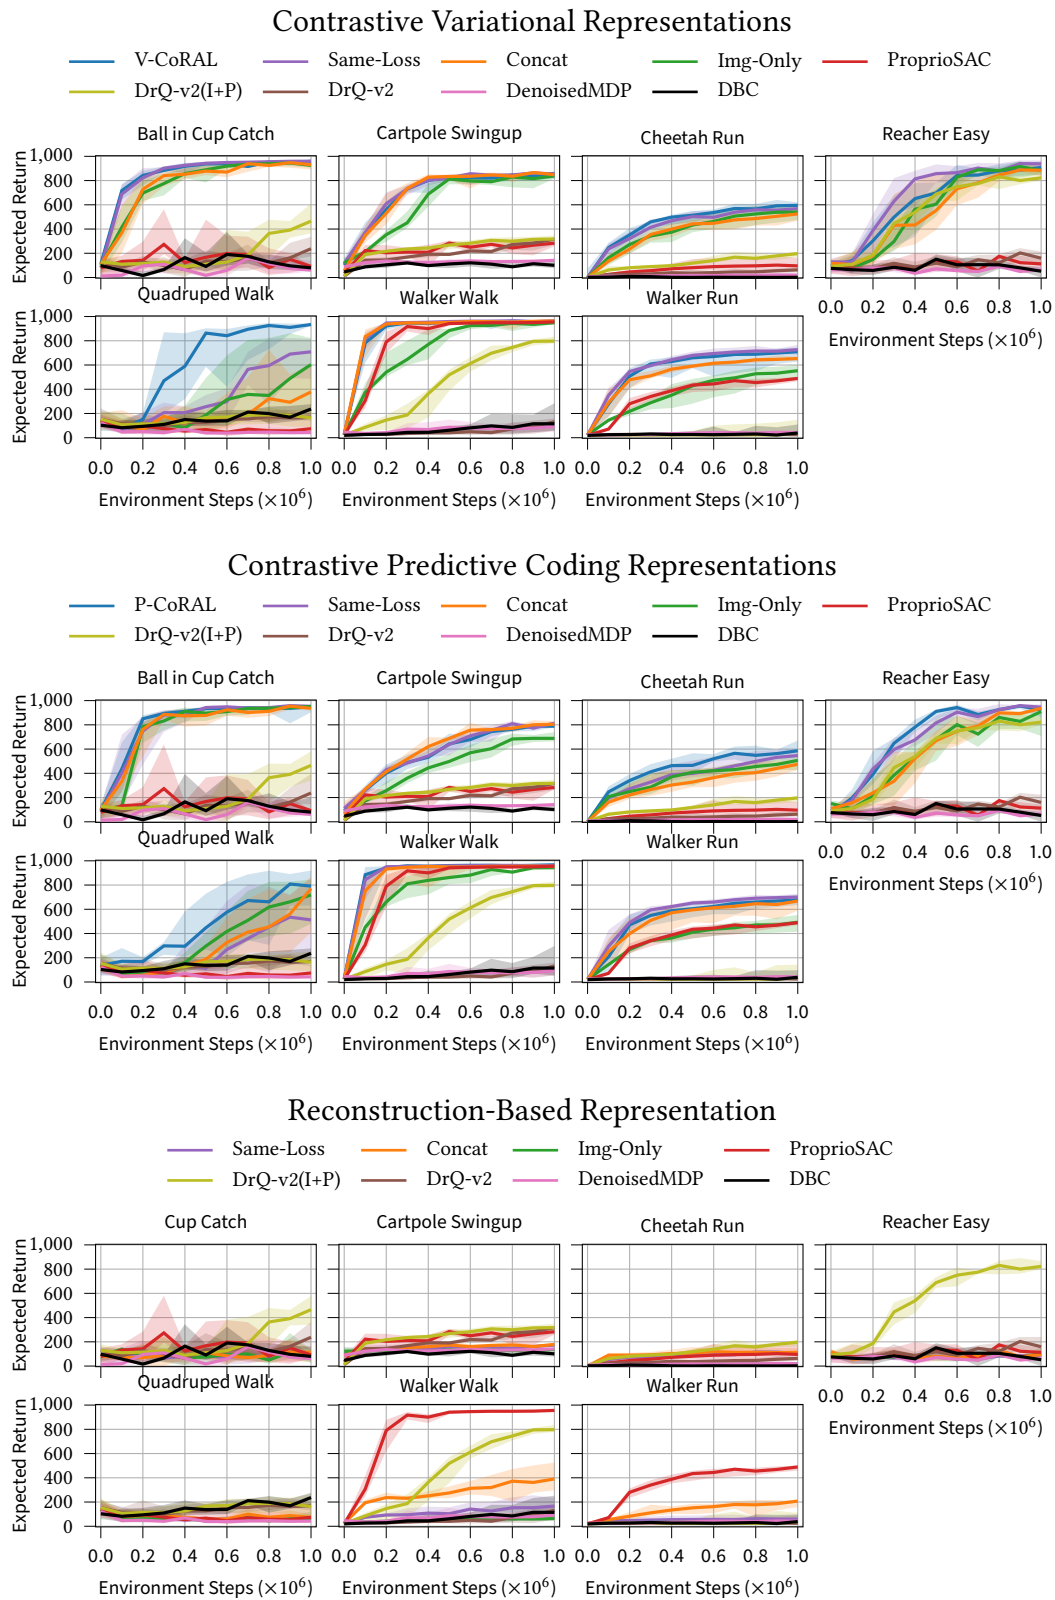 Contrastive Variational Representations
V-CoRAL Same-Loss Concat Img-Only ProprioSAC
DrQ-v2(I+P) DrQ-v2 DenoisedMDP DBC
Ball in Cup Catch Cartpole Swingup Cheetah Run Reacher Easy
Expected Return
1,000
800
600
400
200
0
Quadruped Walk Walker Walk Walker Run
Expected Return
1,000
800
600
400
200
0
0.0 0.2 0.4 0.6 0.8 1.0
Environment Steps (×10⁶)
0.0 0.2 0.4 0.6 0.8 1.0
Environment Steps (×10⁶)
0.0 0.2 0.4 0.6 0.8 1.0
Environment Steps (×10⁶)
0.0 0.2 0.4 0.6 0.8 1.0
Environment Steps (×10⁶)
Contrastive Predictive Coding Representations
P-CoRAL Same-Loss Concat Img-Only ProprioSAC
DrQ-v2(I+P) DrQ-v2 DenoisedMDP DBC
Ball in Cup Catch Cartpole Swingup Cheetah Run Reacher Easy
Expected Return
1,000
800
600
400
200
0
Quadruped Walk Walker Walk Walker Run
Expected Return
1,000
800
600
400
200
0
0.0 0.2 0.4 0.6 0.8 1.0
Environment Steps (×10⁶)
0.0 0.2 0.4 0.6 0.8 1.0
Environment Steps (×10⁶)
0.0 0.2 0.4 0.6 0.8 1.0
Environment Steps (×10⁶)
0.0 0.2 0.4 0.6 0.8 1.0
Environment Steps (×10⁶)
Reconstruction-Based Representation
Same-Loss Concat Img-Only ProprioSAC
DrQ-v2(I+P) DrQ-v2 DenoisedMDP DBC
Cup Catch Cartpole Swingup Cheetah Run Reacher Easy
Expected Return
1,000
800
600
400
200
0
Quadruped Walk Walker Walk Walker Run
Expected Return
1,000
800
600
400
200
0
0.0 0.2 0.4 0.6 0.8 1.0
Environment Steps (×10⁶)
0.0 0.2 0.4 0.6 0.8 1.0
Environment Steps (×10⁶)
0.0 0.2 0.4 0.6 0.8 1.0
Environment Steps (×10⁶)
0.0 0.2 0.4 0.6 0.8 1.0
Environment Steps (×10⁶)